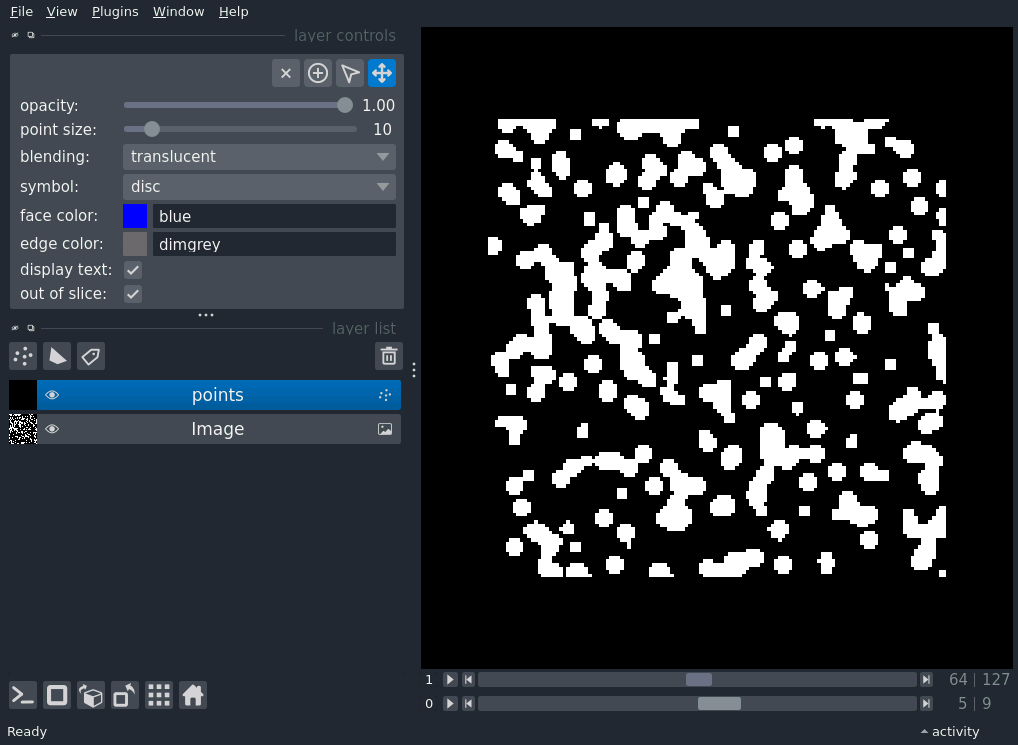 File View Plugins Window Help
layer controls
opacity: 1.00
point size: 10
blending: translucent
symbol: disc
face color: blue
edge color: dimgrey
display text:
out of slice:
layer list
points
Image
1 64 | 127
0 5 | 9
Ready activity